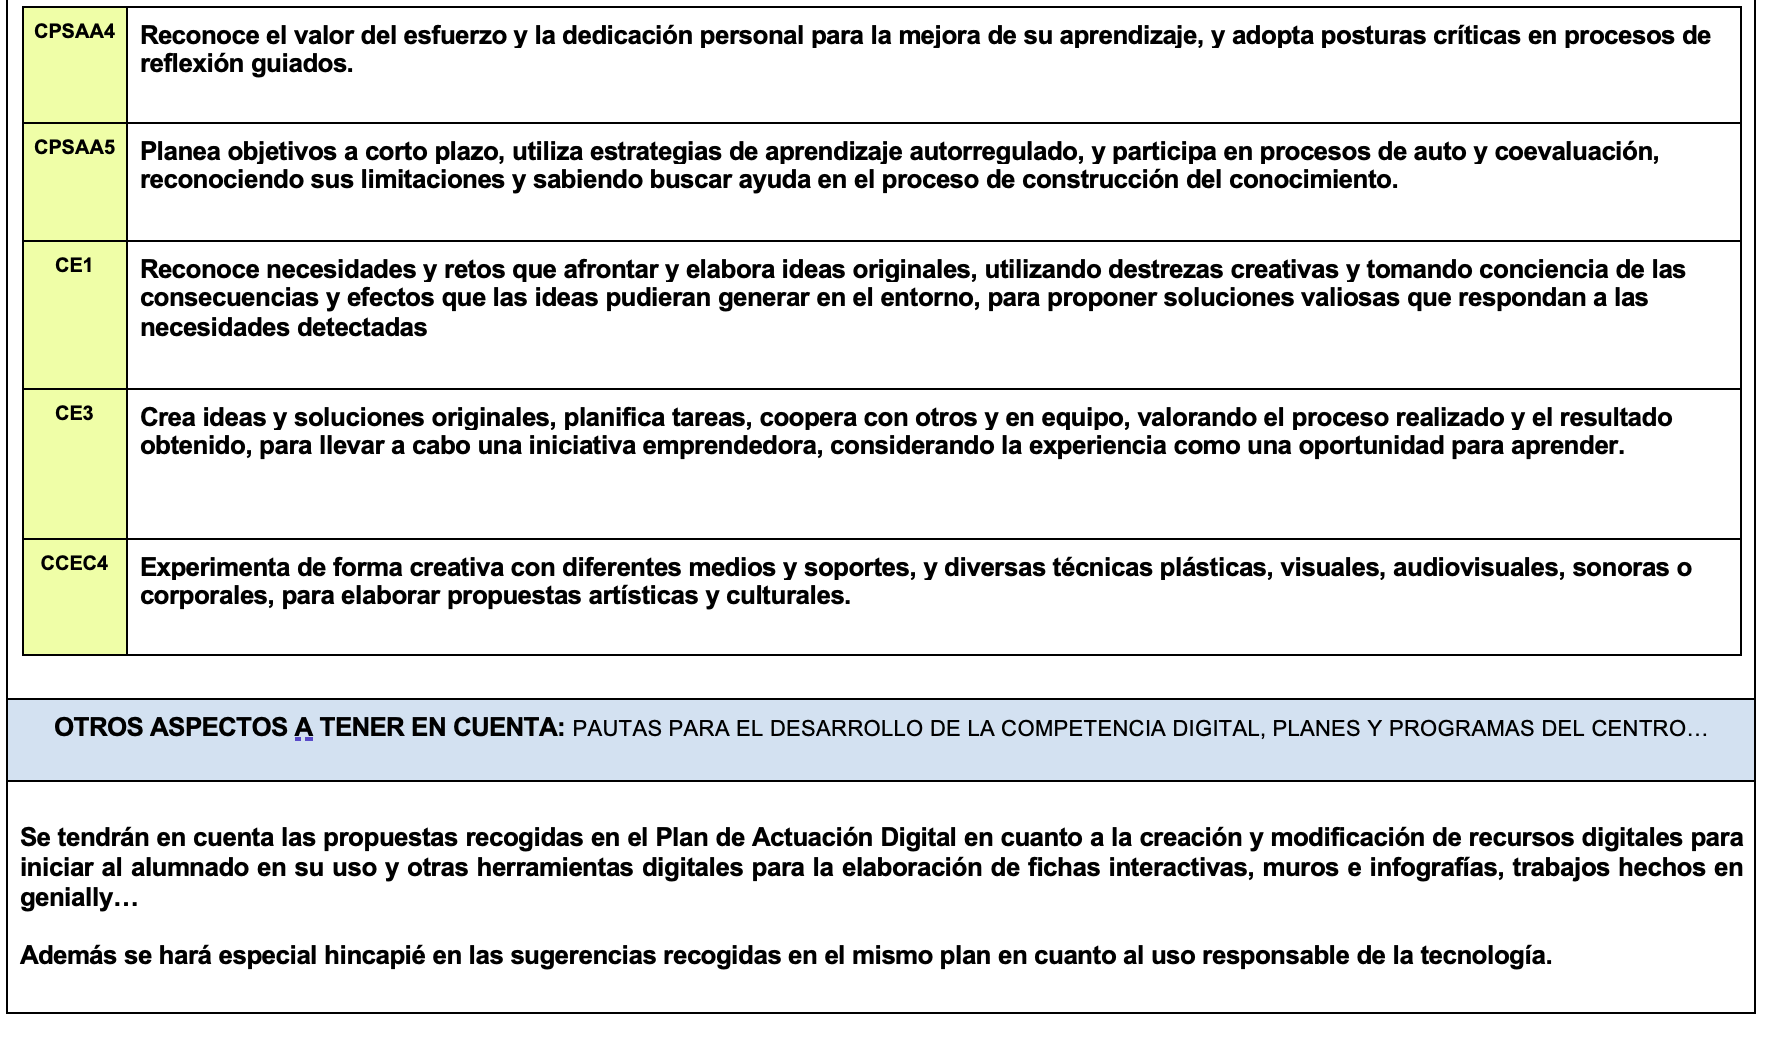 CPSAA4
Reconoce el valor del esfuerzo y la dedicación personal para la mejora de su aprendizaje, y adopta posturas críticas en procesos de
reflexión guiados.
CPSAA5
Planea objetivos a corto plazo, utiliza estrategias de aprendizaje autorregulado, y participa en procesos de auto y coevaluación,
reconociendo sus limitaciones y sabiendo buscar ayuda en el proceso de construcción del conocimiento.
CE1
Reconoce necesidades y retos que afrontar y elabora ideas originales, utilizando destrezas creativas y tomando conciencia de las
consecuencias y efectos que las ideas pudieran generar en el entorno, para proponer soluciones valiosas que respondan a las
necesidades detectadas
CE3
Crea ideas y soluciones originales, planifica tareas, coopera con otros y en equipo, valorando el proceso realizado y el resultado
obtenido, para llevar a cabo una iniciativa emprendedora, considerando la experiencia como una oportunidad para aprender.
CCEC4
Experimenta de forma creativa con diferentes medios y soportes, y diversas técnicas plásticas, visuales, audiovisuales, sonoras o
corporales, para elaborar propuestas artísticas y culturales.
OTROS ASPECTOS A TENER EN CUENTA: PAUTAS PARA EL DESARROLLO DE LA COMPETENCIA DIGITAL, PLANES Y PROGRAMAS DEL CENTRO…
Se tendrán en cuenta las propuestas recogidas en el Plan de Actuación Digital en cuanto a la creación y modificación de recursos digitales para
iniciar al alumnado en su uso y otras herramientas digitales para la elaboración de fichas interactivas, muros e infografías, trabajos hechos en
genially…
Además se hará especial hincapié en las sugerencias recogidas en el mismo plan en cuanto al uso responsable de la tecnología.